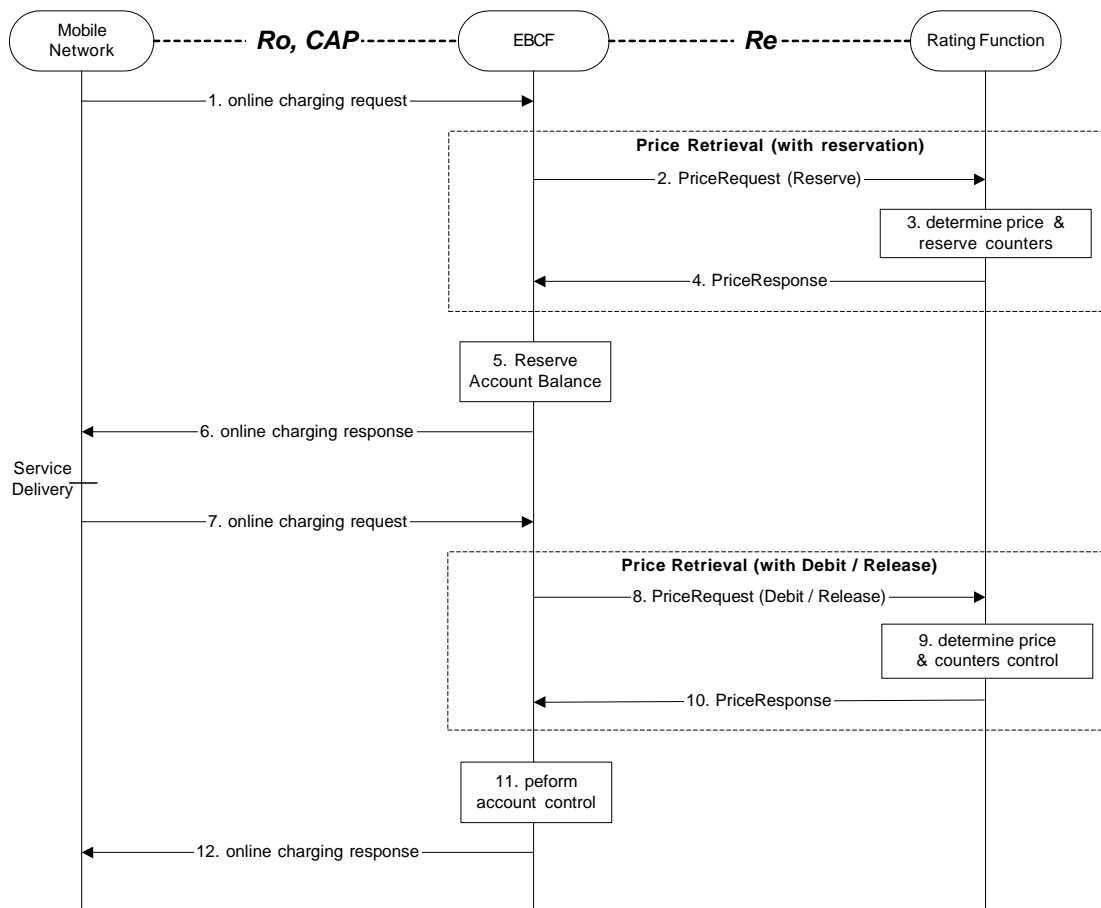 Mobile
Network
Ro, CAP
EBCF
Re
Rating Function
1. online charging request
Price Retrieval (with reservation)
2. PriceRequest (Reserve)
3. determine price &
reserve counters
4. PriceResponse
5. Reserve
Account Balance
6. online charging response
Service
Delivery
7. online charging request
Price Retrieval (with Debit / Release)
8. PriceRequest (Debit / Release)
9. determine price
& counters control
10. PriceResponse
11. peform
account control
12. online charging response